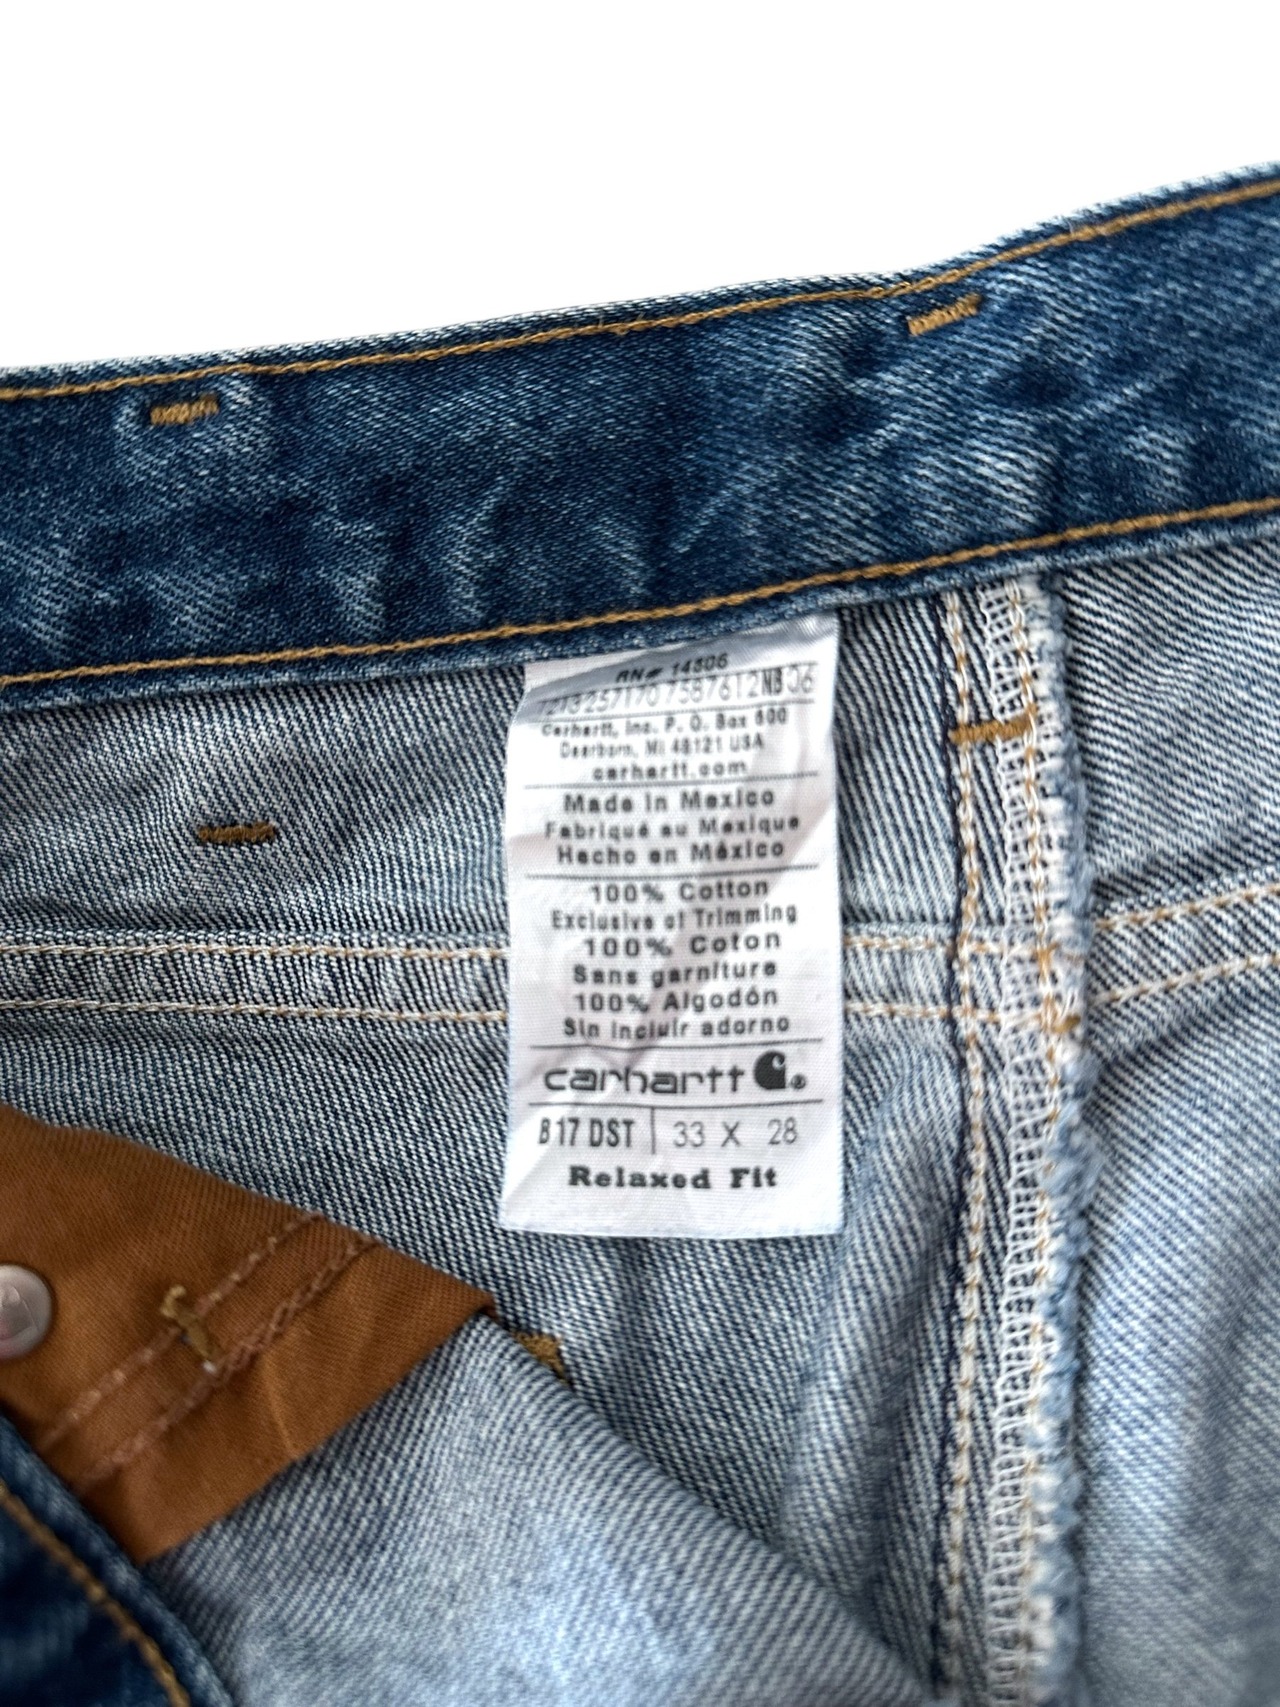 RN# 14806
Carhartt, Inc. P. O. Box 600
Dearborn, MI 48121 USA
carhartt.com
Made in Mexico
Fabriqué au Mexique
Hecho en México
100% Cotton
Exclusive of Trimming
100% Coton
Sans garniture
100% Algodón
Sin incluir adorno
carhartt
B17 DST | 33 X 28
Relaxed Fit